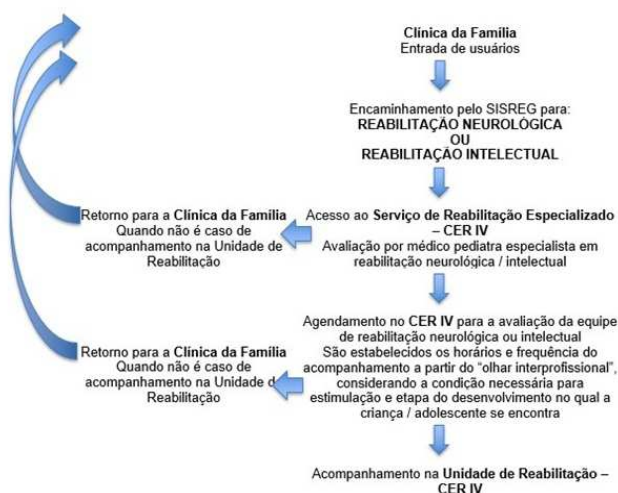 Clínica da Família
Entrada de usuários
Encaminhamento pelo SISREG para:
REABILITAÇÃO NEUROLÓGICA
OU
REABILITAÇÃO INTELECTUAL
Acesso ao Serviço de Reabilitação Especializado
– CER IV
Avaliação por médico pediatra especialista em
reabilitação neurológica / intelectual
Retorno para a Clínica da Família
Quando não é caso de
acompanhamento na Unidade de
Reabilitação
Agendamento no CER IV para a avaliação da equipe
de reabilitação neurológica ou intelectual
São estabelecidos os horários e frequência do
acompanhamento a partir do “olhar interprofissional”,
considerando a condição necessária para
estimulação e etapa do desenvolvimento no qual a
criança / adolescente se encontra
Retorno para a Clínica da Família
Quando não é caso de
acompanhamento na Unidade de
Reabilitação
Acompanhamento na Unidade de Reabilitação –
CER IV